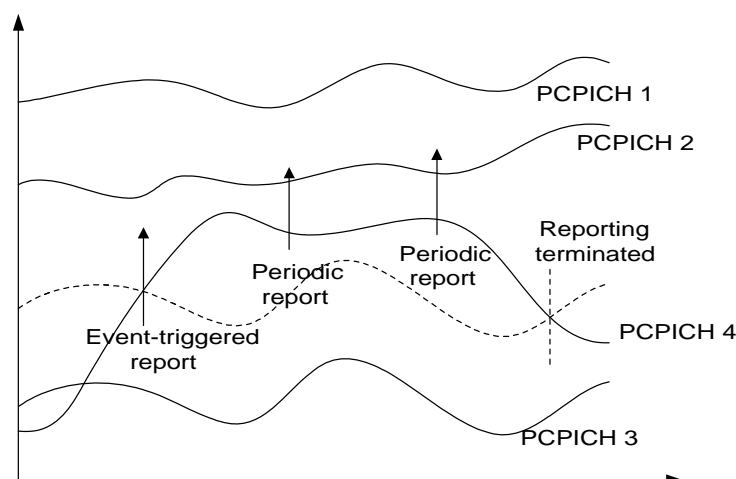 PCPICH 1
PCPICH 2
Reporting
terminated
Periodic
report
Periodic
report
Event-triggered
report
PCPICH 4
PCPICH 3